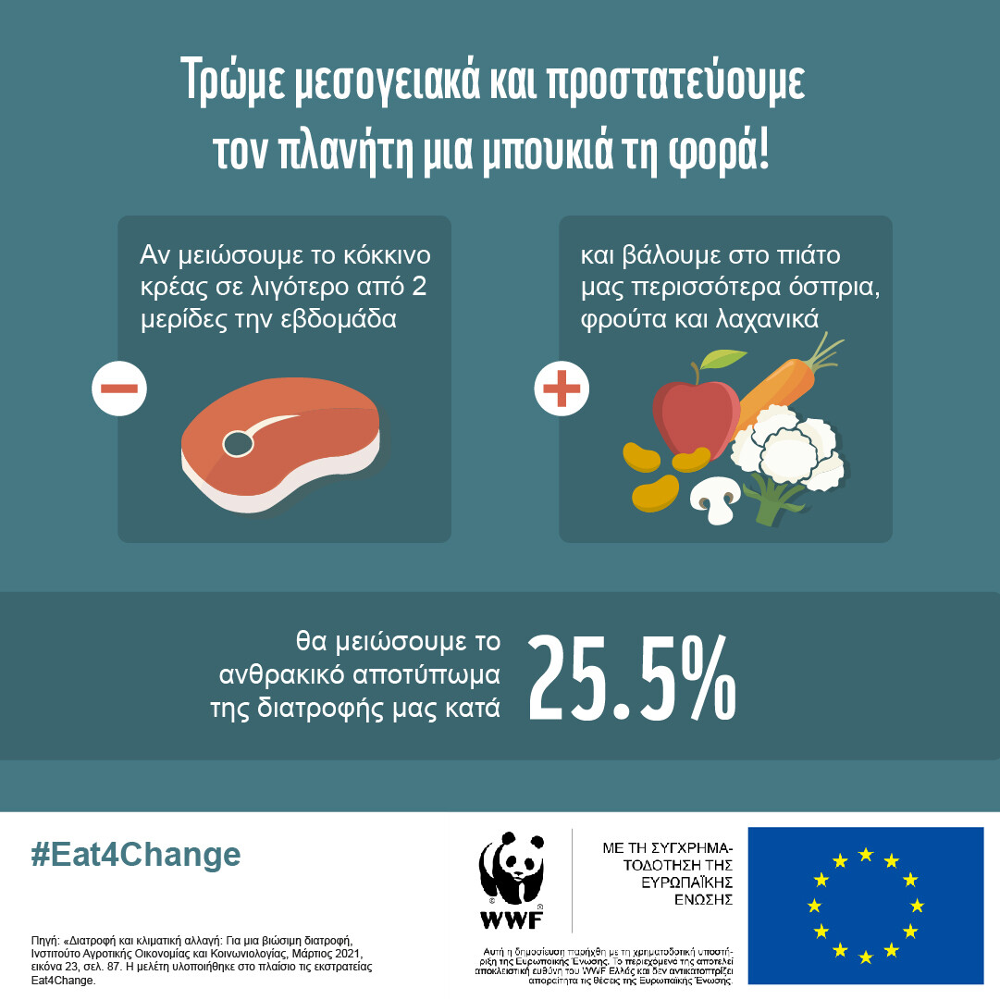 Τρώμε μεσογειακά και προστατεύουμε
τον πλανήτη μια μπουκιά τη φορά!
Αν μειώσουμε το κόκκινο
κρέας σε λιγότερο από 2
μερίδες την εβδομάδα
και βάλουμε στο πιάτο
μας περισσότερα όσπρια,
φρούτα και λαχανικά
θα μειώσουμε το
ανθρακικό αποτύπωμα
της διατροφής μας κατά
25.5%
#Eat4Change
Πηγή: «Διατροφή και κλιματική αλλαγή: Για μια βιώσιμη διατροφή,
Ινστιτούτο Αγροτικής Οικονομίας και Κοινωνιολογίας, Μάρτιος 2021,
εικόνα 23, σελ. 87. Η μελέτη υλοποιήθηκε στο πλαίσιο τις εκστρατείας
Eat4Change.
© ®
WWF
ΜΕ ΤΗ ΣΥΓΧΡΗΜΑ-
ΤΟΔΟΤΗΣΗ ΤΗΣ
ΕΥΡΩΠΑΪΚΗΣ
ΕΝΩΣΗΣ
Αυτή η δημοσίευση παρήχθη με τη χρηματοδοτική υποστή-
ριξη της Ευρωπαϊκής Ένωσης. Το περιεχόμενό της αποτελεί
αποκλειστική ευθύνη του WWF Ελλάς και δεν αντικατοπτρίζει
απαραίτητα τις θέσεις της Ευρωπαϊκής Ένωσης.